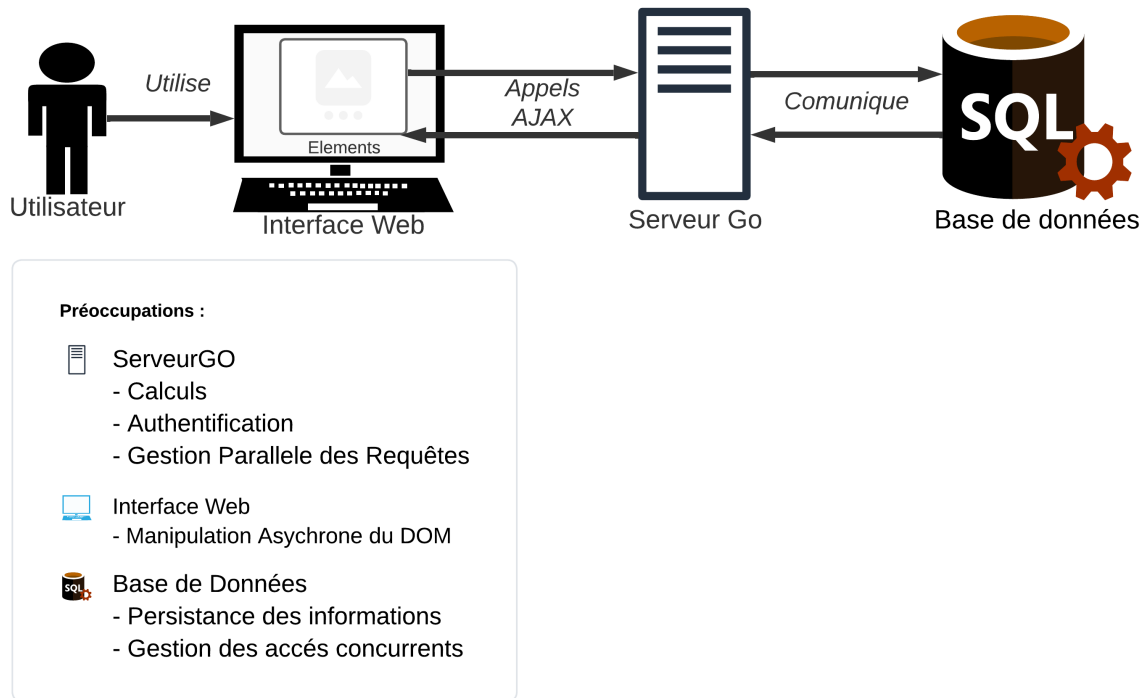 Utilise
Appels
AJAX
Comunique
SQL
Elements
Utilisateur
Interface Web
Serveur Go
Base de données
Préoccupations :
ServeurGO
- Calculs
- Authentification
- Gestion Parallele des Requêtes
Interface Web
- Manipulation Asychrone du DOM
SQL
Base de Données
- Persistance des informations
- Gestion des accés concurrents